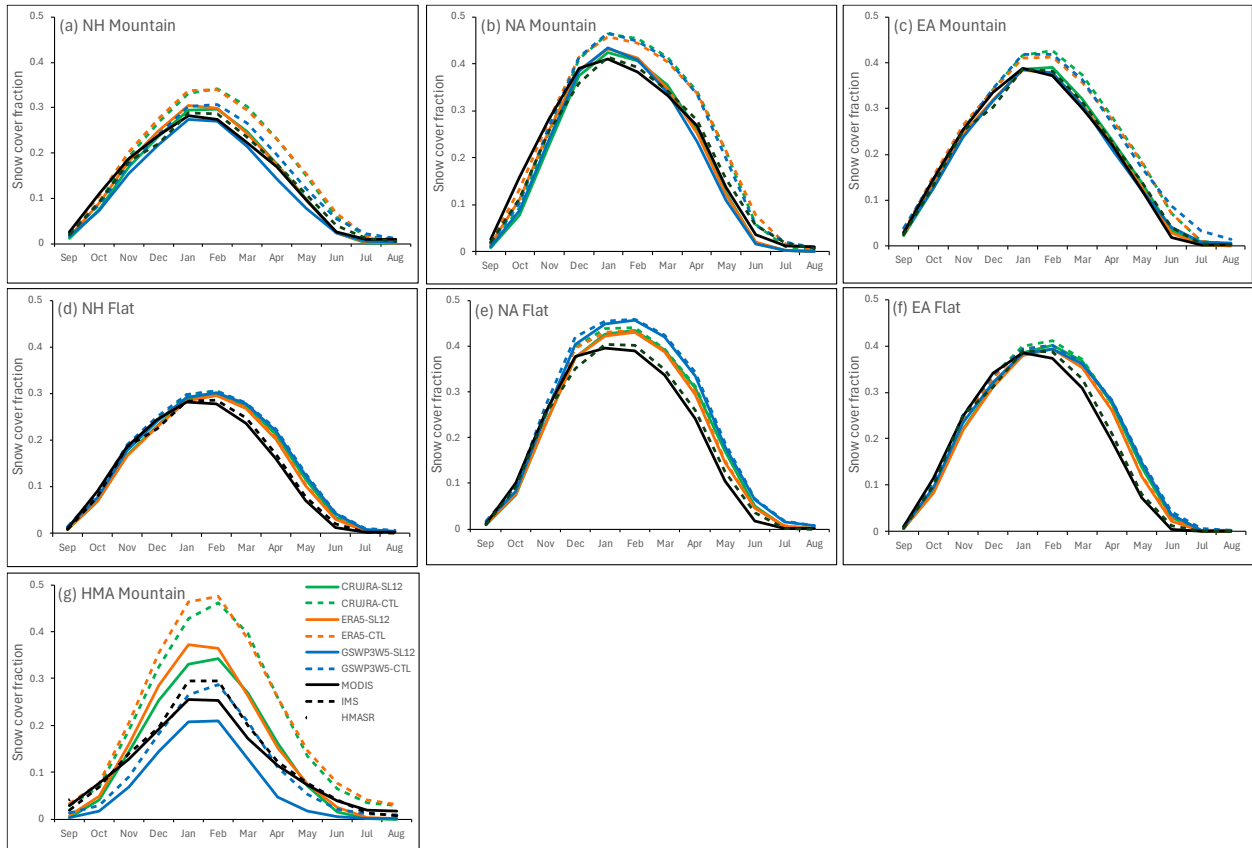 (a) NH Mountain
Snow cover fraction
0.5
0.4
0.3
0.2
0.1
0
Sep Oct Nov Dec Jan Feb Mar Apr May Jun Jul Aug
(b) NA Mountain
Snow cover fraction
0.5
0.4
0.3
0.2
0.1
0
Sep Oct Nov Dec Jan Feb Mar Apr May Jun Jul Aug
(c) EA Mountain
Snow cover fraction
0.5
0.4
0.3
0.2
0.1
0
Sep Oct Nov Dec Jan Feb Mar Apr May Jun Jul Aug
(d) NH Flat
Snow cover fraction
0.5
0.4
0.3
0.2
0.1
0
Sep Oct Nov Dec Jan Feb Mar Apr May Jun Jul Aug
(e) NA Flat
Snow cover fraction
0.5
0.4
0.3
0.2
0.1
0
Sep Oct Nov Dec Jan Feb Mar Apr May Jun Jul Aug
(f) EA Flat
Snow cover fraction
0.5
0.4
0.3
0.2
0.1
0
Sep Oct Nov Dec Jan Feb Mar Apr May Jun Jul Aug
(g) HMA Mountain
Snow cover fraction
0.5
0.4
0.3
0.2
0.1
0
Sep Oct Nov Dec Jan Feb Mar Apr May Jun Jul Aug
CRUJRA-SL12
CRUJRA-CTL
ERA5-SL12
ERA5-CTL
GSWP3W5-SL12
GSWP3W5-CTL
MODIS
IMS
HMASR